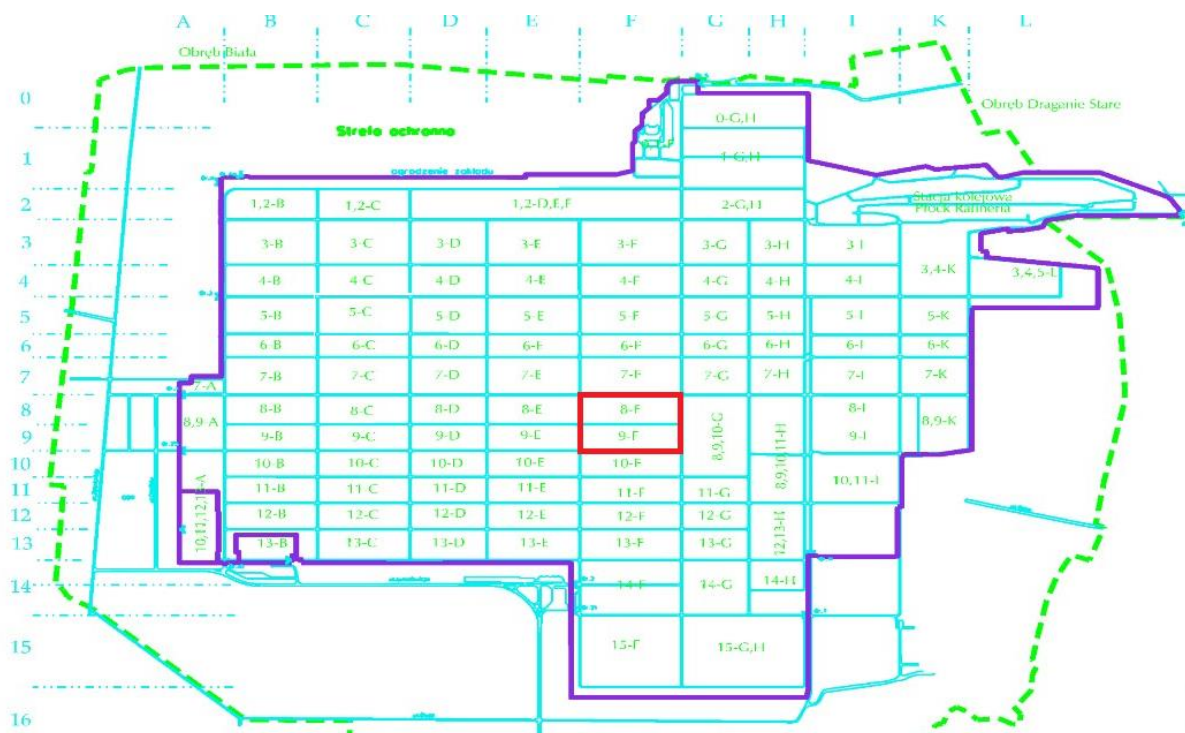 A B C D E F G H I K L
Obręb Biała
0
Obręb Draganie Stare
0-G,H
Strefa ochronna
1
1-G,H
ogrodzenie zakładu
2
1,2-B 1,2-C 1,2-D,E,F 2-G,H
Stacja kolejowa
Płock Rafineria
3
3-B 3-C 3-D 3-E 3-F 3-G 3-H 3-I
3,4-K
3,4,5-L
4
4-B 4-C 4-D 4-E 4-F 4-G 4-H 4-I
5
5-B 5-C 5-D 5-E 5-F 5-G 5-H 5-I 5-K
6
6-B 6-C 6-D 6-F 6-F 6-G 6-H 6-I 6-K
7
7-A 7-B 7-C 7-D 7-E 7-F 7-G 7-H 7-I 7-K
8
8,9-A 8-B 8-C 8-D 8-E 8-F 8,9,10-G 8,9,10,11-H 8-I 8,9-K
9
9-B 9-C 9-D 9-E 9-F 9-I
10
10-B 10-C 10-D 10-E 10-F
10,11-I
11
11-B 11-C 11-D 11-E 11-F 11-G
12
12-B 12-C 12-D 12-E 12-F 12-G 12,13-H
13
13-B 13-C 13-D 13-E 13-F 13-G
14
14-F 14-G 14-H
15
15-F 15-G,H
16